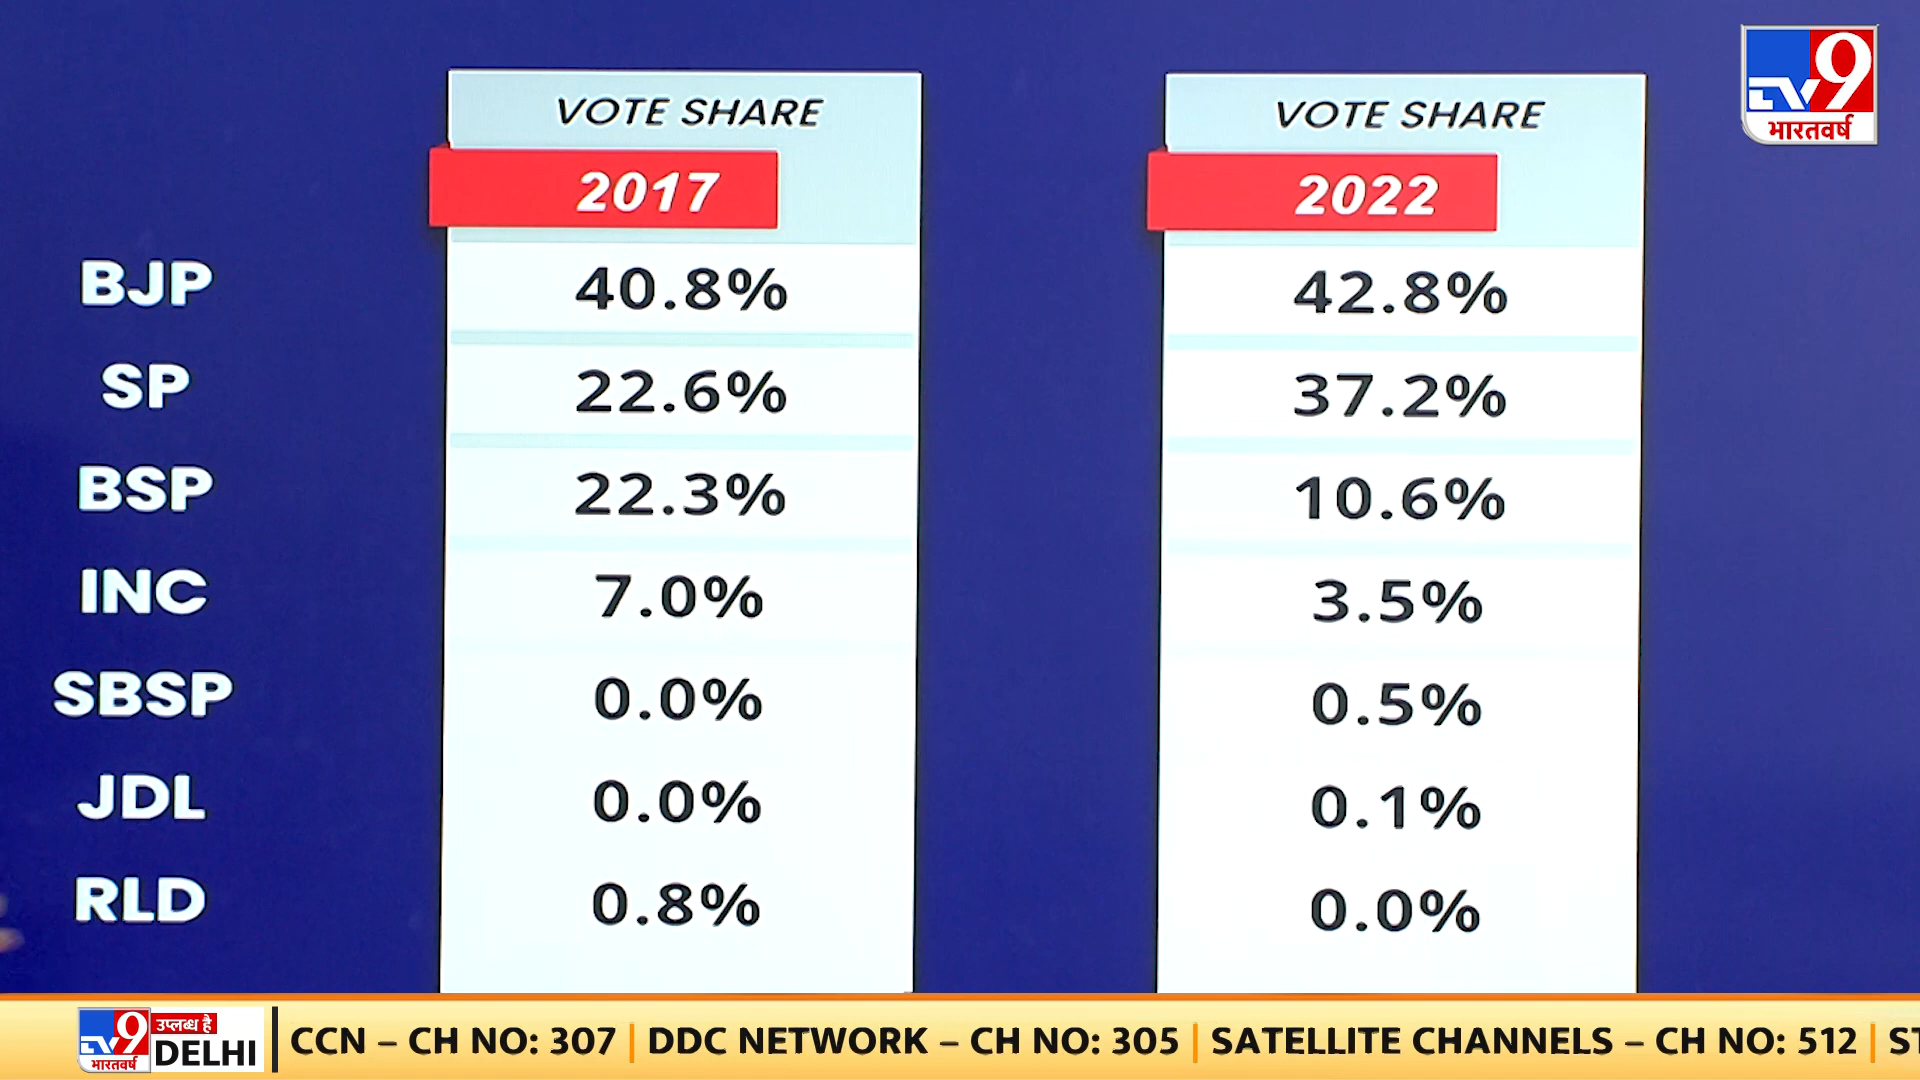 VOTE SHARE VOTE SHARE
2017 2022
BJP 40.8% 42.8%
SP 22.6% 37.2%
BSP 22.3% 10.6%
INC 7.0% 3.5%
SBSP 0.0% 0.5%
JDL 0.0% 0.1%
RLD 0.8% 0.0%
TV9
भारतवर्ष
TV9 भारतवर्ष उप्लब्ध है DELHI CCN – CH NO: 307 | DDC NETWORK – CH NO: 305 | SATELLITE CHANNELS – CH NO: 512 | ST